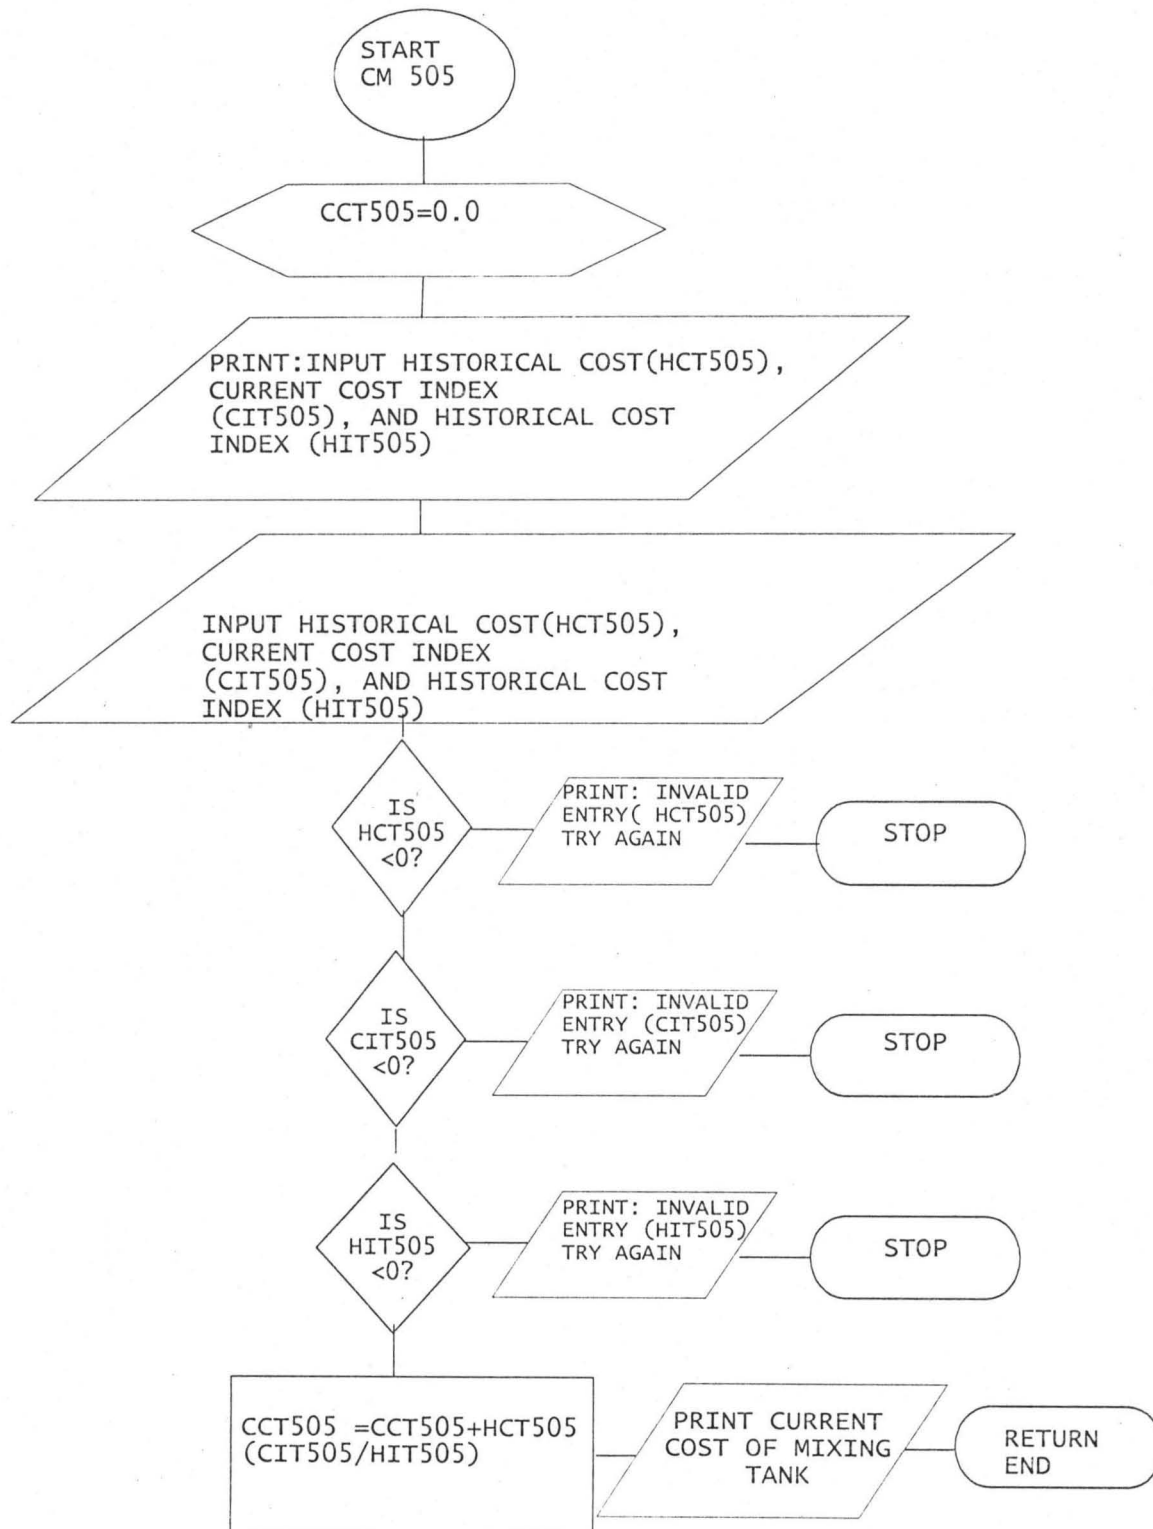 START
CM 505
CCT505=0.0
PRINT:INPUT HISTORICAL COST(HCT505),
CURRENT COST INDEX
(CIT505), AND HISTORICAL COST
INDEX (HIT505)
INPUT HISTORICAL COST(HCT505),
CURRENT COST INDEX
(CIT505), AND HISTORICAL COST
INDEX (HIT505)
IS
HCT505
<0?
PRINT: INVALID
ENTRY( HCT505)
TRY AGAIN
STOP
IS
CIT505
<0?
PRINT: INVALID
ENTRY (CIT505)
TRY AGAIN
STOP
IS
HIT505
<0?
PRINT: INVALID
ENTRY (HIT505)
TRY AGAIN
STOP
CCT505 =CCT505+HCT505
(CIT505/HIT505)
PRINT CURRENT
COST OF MIXING
TANK
RETURN
END